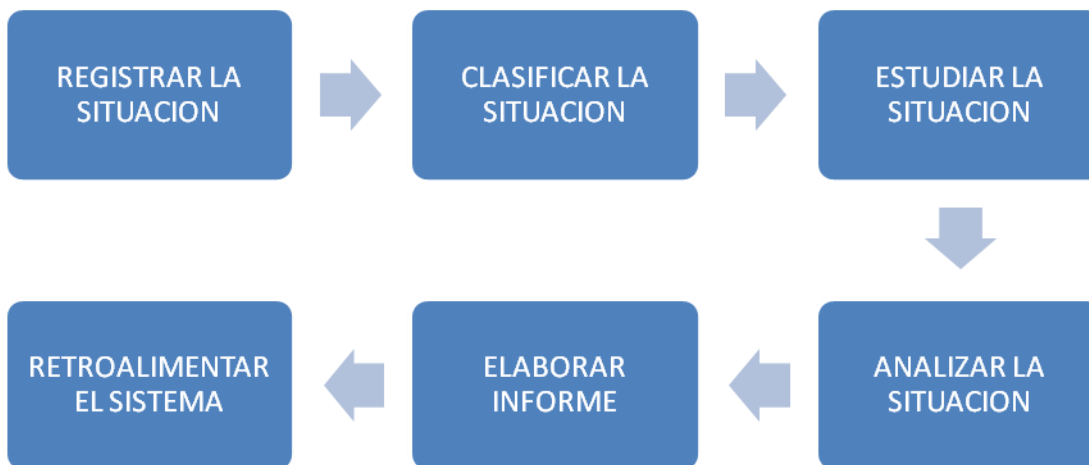 REGISTRAR LA
SITUACION
CLASIFICAR LA
SITUACION
ESTUDIAR LA
SITUACION
ANALIZAR LA
SITUACION
ELABORAR
INFORME
RETROALIMENTAR
EL SISTEMA